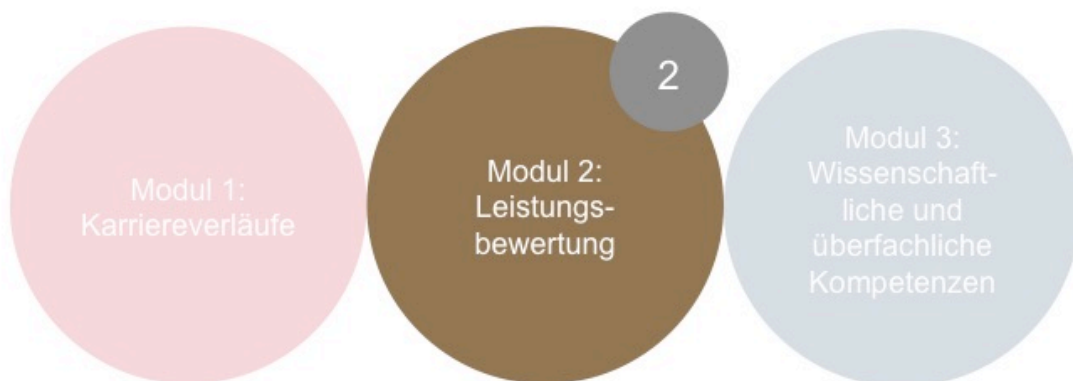 Modul 1:
Karriereverläufe
2
Modul 2:
Leistungs-
bewertung
Modul 3:
Wissenschaft-
liche und
überfachliche
Kompetenzen